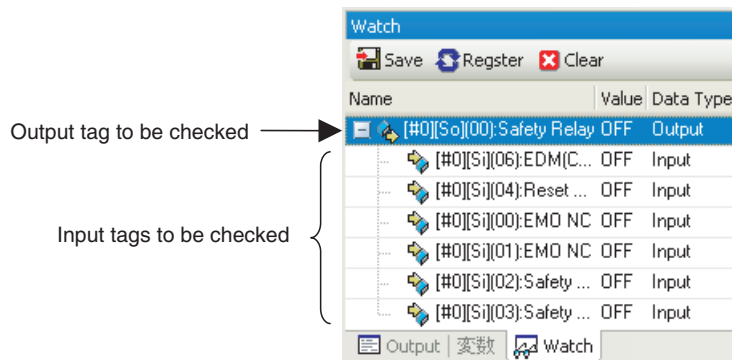 Watch
Save Regster Clear
Name Value Data Type
Output tag to be checked
[#0][So](00):Safety Relay OFF Output
Input tags to be checked
[#0][Si](06):EDM(C... OFF Input
[#0][Si](04):Reset ... OFF Input
[#0][Si](00):EMO NC OFF Input
[#0][Si](01):EMO NC OFF Input
[#0][Si](02):Safety ... OFF Input
[#0][Si](03):Safety ... OFF Input
Output 変数 Watch